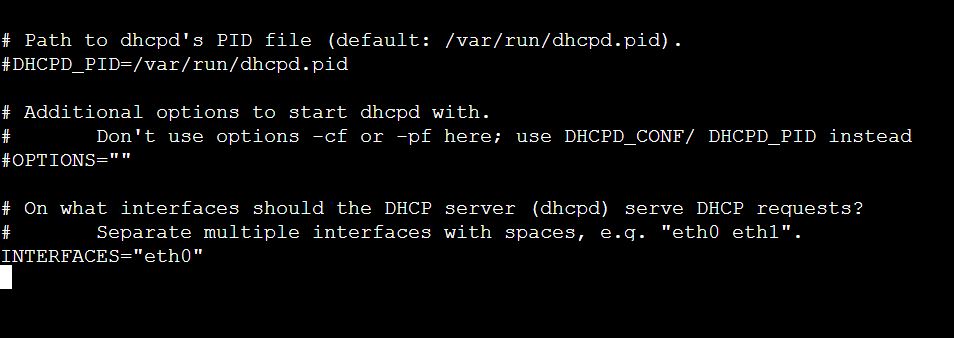 # Path to dhcpd's PID file (default: /var/run/dhcpd.pid).
#DHCPD_PID=/var/run/dhcpd.pid
# Additional options to start dhcpd with.
#       Don't use options -cf or -pf here; use DHCPD_CONF/ DHCPD_PID instead
#OPTIONS=""
# On what interfaces should the DHCP server (dhcpd) serve DHCP requests?
#       Separate multiple interfaces with spaces, e.g. "eth0 eth1".
INTERFACES="eth0"